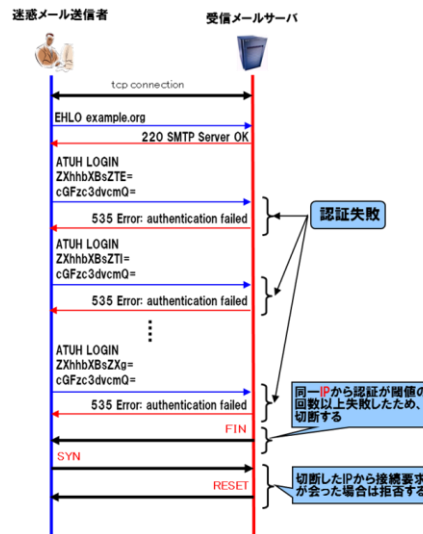 迷惑メール送信者
受信メールサーバ
tcp connection
EHLO example.org
220 SMTP Server OK
ATUH LOGIN
ZXhhbXBsZTE=
cGFzc3dvcmQ=
535 Error: authentication failed
認証失敗
ATUH LOGIN
ZXhhbXBsZTI=
cGFzc3dvcmQ=
535 Error: authentication failed
ATUH LOGIN
ZXhhbXBsZXg=
cGFzc3dvcmQ=
535 Error: authentication failed
同一IPから認証が閾値の
回数以上失敗したため、
切断する
FIN
SYN
RESET
切断したIPから接続要求
が会った場合は拒否する